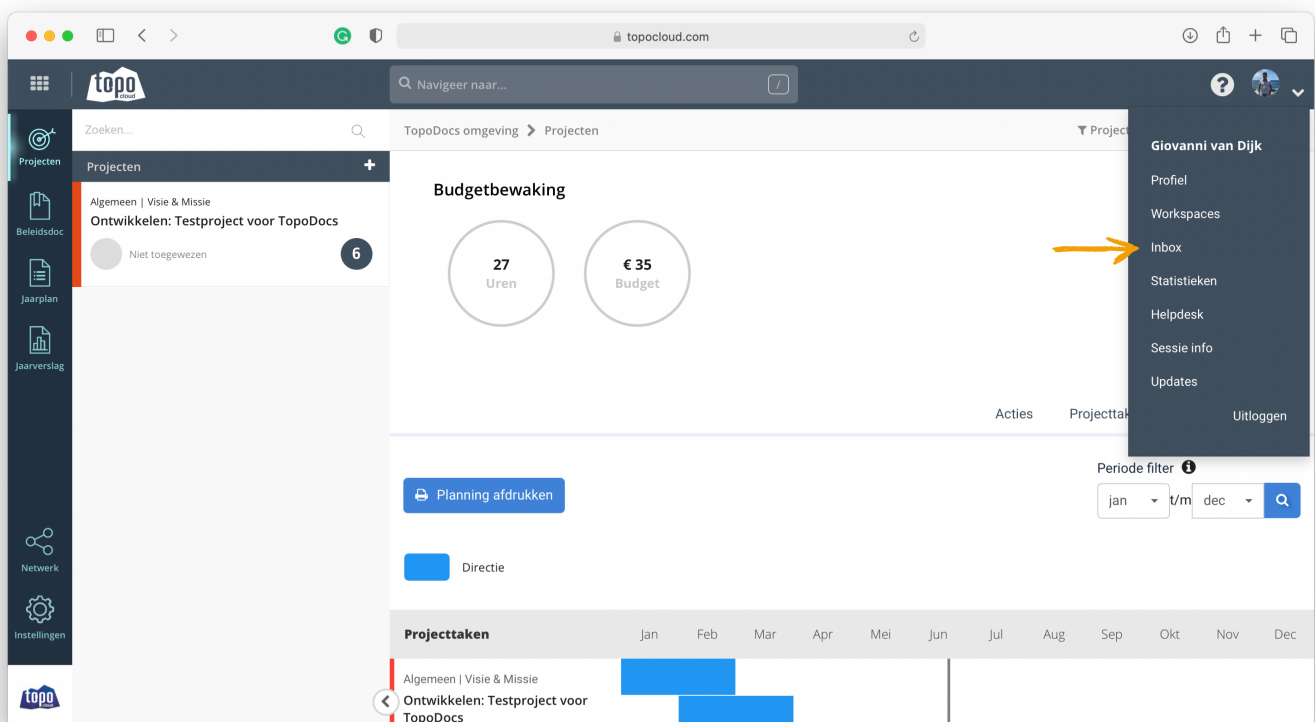 topocloud.com
topo
cloud
Navigeer naar...
/
?
Zoeken...
TopoDocs omgeving
Projecten
Project
Projecten
Beleidsdoc
Jaarplan
Jaarverslag
Netwerk
Instellingen
topo
cloud
Projecten
+
Algemeen | Visie & Missie
Ontwikkelen: Testproject voor TopoDocs
Niet toegewezen
6
Budgetbewaking
27
Uren
€ 35
Budget
Giovanni van Dijk
Profiel
Workspaces
Inbox
Statistieken
Helpdesk
Sessie info
Updates
Uitloggen
Acties
Projecttak
Periode filter
jan
t/m
dec
Planning afdrukken
Directie
Projecttaken Jan Feb Mar Apr Mei Jun Jul Aug Sep Okt Nov Dec
Algemeen | Visie & Missie
Ontwikkelen: Testproject voor
TopoDocs